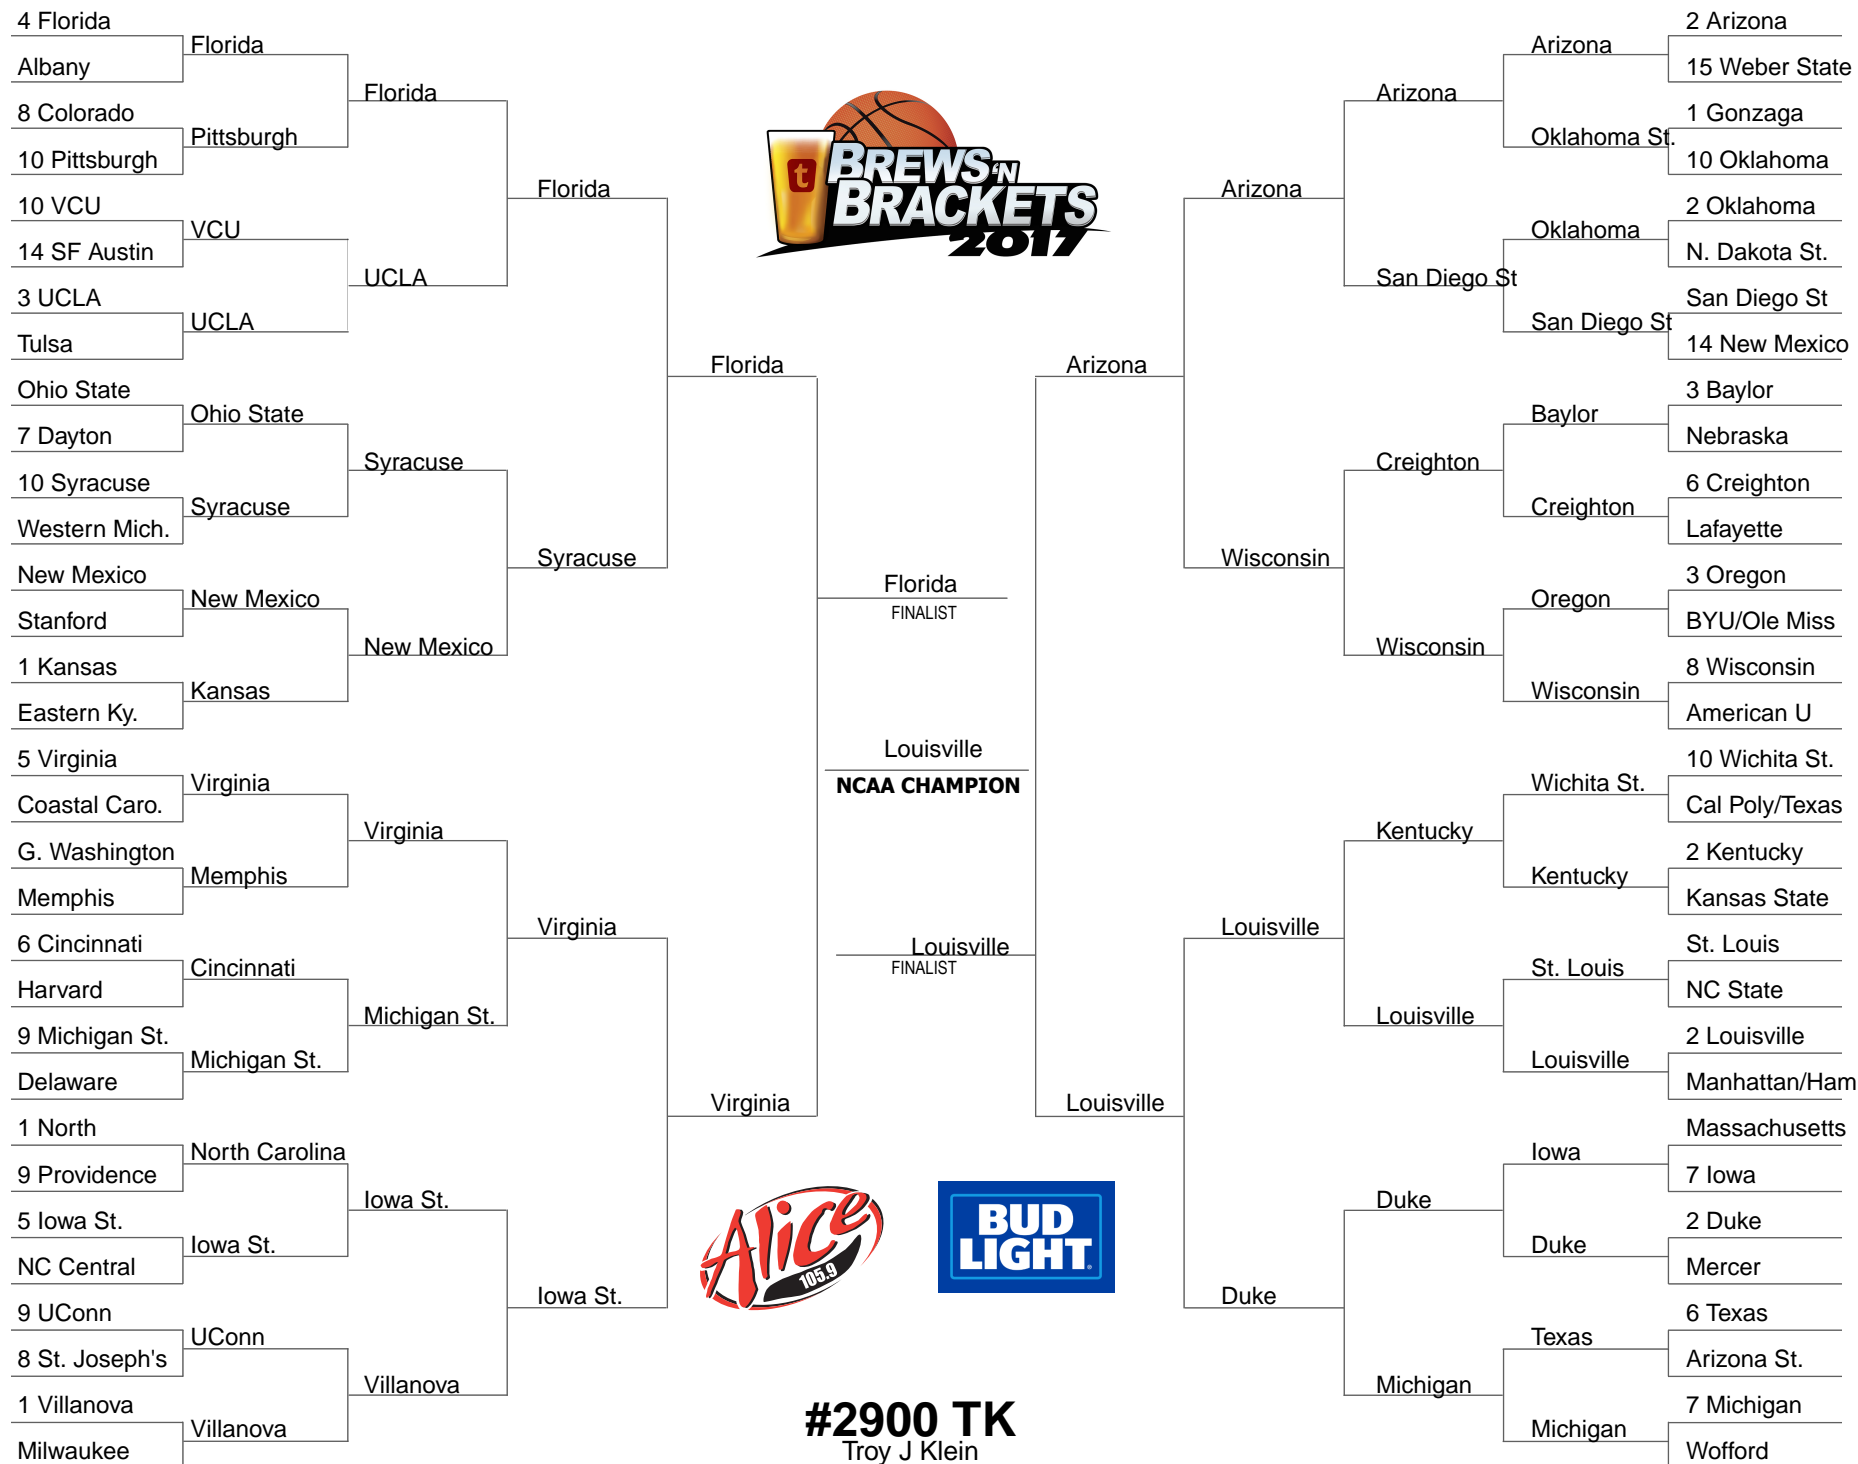 4 Florida
Albany
8 Colorado
10 Pittsburgh
10 VCU
14 SF Austin
3 UCLA
Tulsa
Ohio State
7 Dayton
10 Syracuse
Western Mich.
New Mexico
Stanford
1 Kansas
Eastern Ky.
5 Virginia
Coastal Caro.
G. Washington
Memphis
6 Cincinnati
Harvard
9 Michigan St.
Delaware
1 North
9 Providence
5 Iowa St.
NC Central
9 UConn
8 St. Joseph's
1 Villanova
Milwaukee
Florida
Pittsburgh
VCU
UCLA
Ohio State
Syracuse
New Mexico
Kansas
Virginia
Memphis
Cincinnati
Michigan St.
North Carolina
Iowa St.
UConn
Villanova
Florida
UCLA
Syracuse
New Mexico
Virginia
Michigan St.
Iowa St.
Villanova
Florida
Syracuse
Virginia
Iowa St.
Florida
Virginia
t
BREWS 'N
BRACKETS
2017
Florida
FINALIST
Louisville
NCAA CHAMPION
Louisville
FINALIST
Alice
105.9
BUD
LIGHT
#2900 TK
Troy J Klein
Arizona
Louisville
Arizona
Wisconsin
Louisville
Duke
Arizona
San Diego St
Creighton
Wisconsin
Kentucky
Louisville
Duke
Michigan
Arizona
Oklahoma St.
Oklahoma
San Diego St
Baylor
Creighton
Oregon
Wisconsin
Wichita St.
Kentucky
St. Louis
Louisville
Iowa
Duke
Texas
Michigan
2 Arizona
15 Weber State
1 Gonzaga
10 Oklahoma
2 Oklahoma
N. Dakota St.
San Diego St
14 New Mexico
3 Baylor
Nebraska
6 Creighton
Lafayette
3 Oregon
BYU/Ole Miss
8 Wisconsin
American U
10 Wichita St.
Cal Poly/Texas
2 Kentucky
Kansas State
St. Louis
NC State
2 Louisville
Manhattan/Ham
Massachusetts
7 Iowa
2 Duke
Mercer
6 Texas
Arizona St.
7 Michigan
Wofford